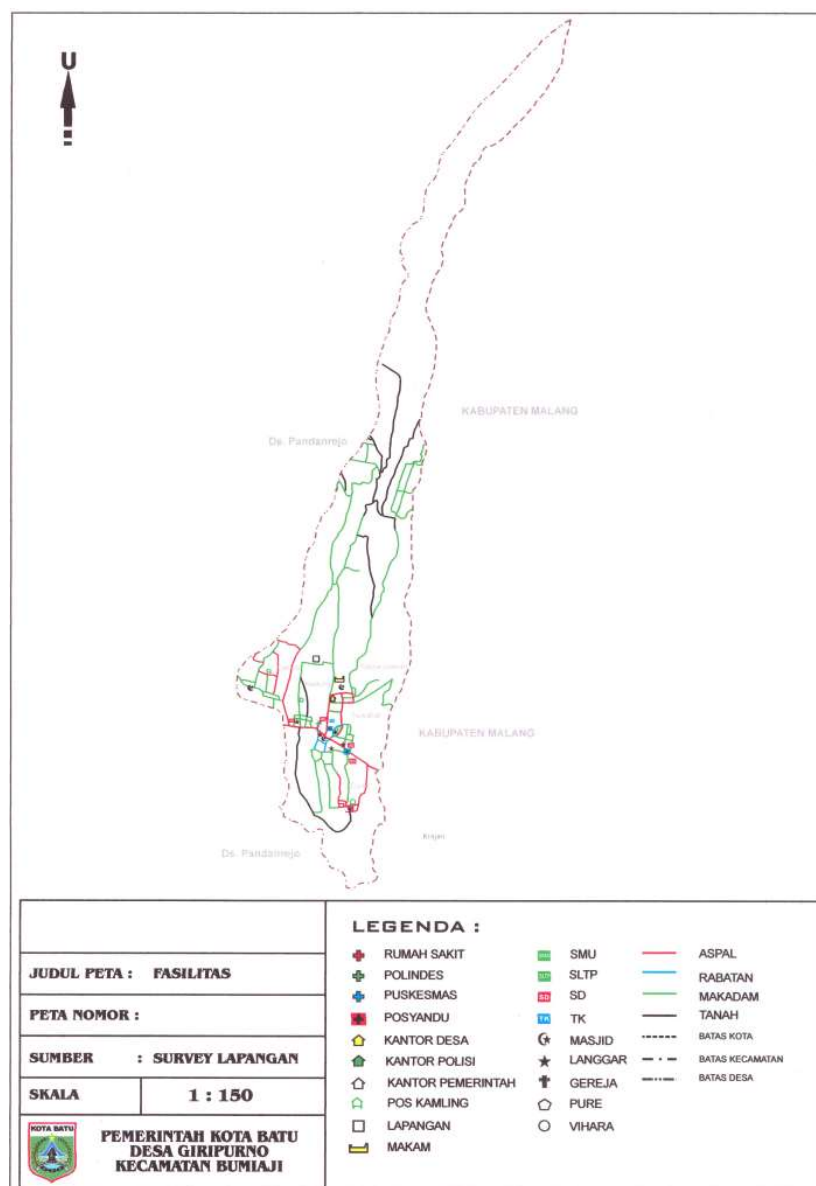 U
KABUPATEN MALANG
Ds. Pandanrejo
KABUPATEN MALANG
Ds. Pandanrejo
JUDUL PETA : FASILITAS
PETA NOMOR :
SUMBER : SURVEY LAPANGAN
SKALA 1 : 150
KOTA BATU
PEMERINTAH KOTA BATU
DESA GIRIPURNO
KECAMATAN BUMIAJI
LEGENDA :
RUMAH SAKIT
POLINDES
PUSKESMAS
POSYANDU
KANTOR DESA
KANTOR POLISI
KANTOR PEMERINTAH
POS KAMLING
LAPANGAN
MAKAM
SMU
SLTP
SD SD
TK TK
MASJID
LANGGAR
GEREJA
PURE
VIHARA
ASPAL
RABATAN
MAKADAM
TANAH
BATAS KOTA
BATAS KECAMATAN
BATAS DESA